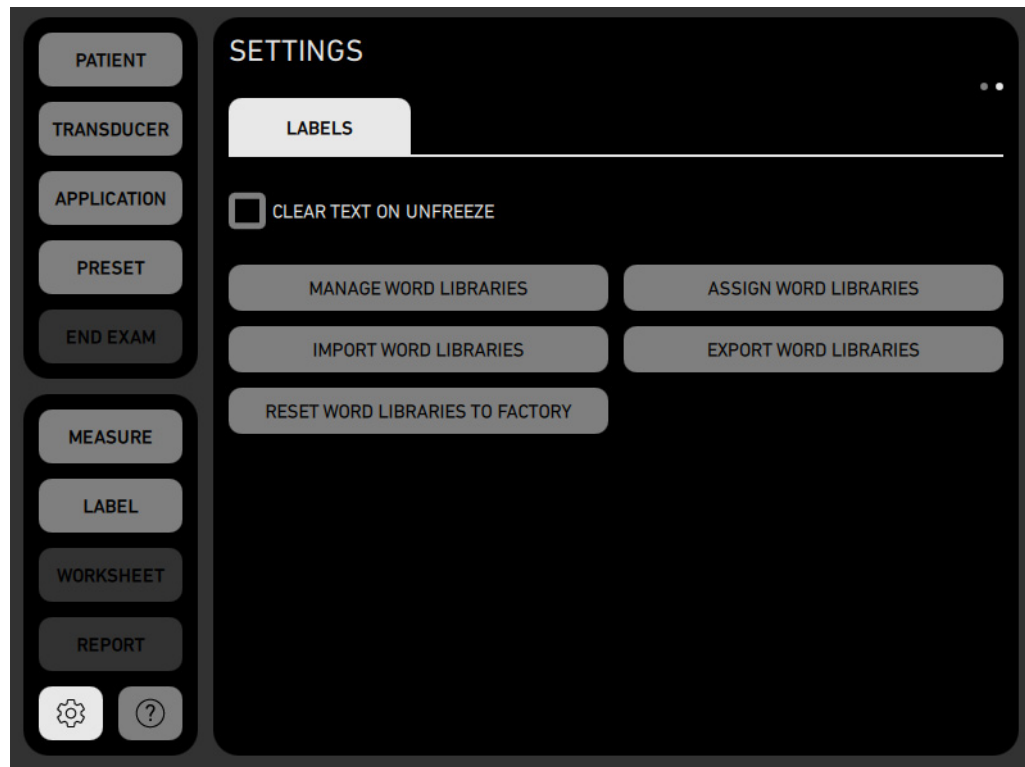 PATIENT
TRANSDUCER
APPLICATION
PRESET
END EXAM
MEASURE
LABEL
WORKSHEET
REPORT
?
SETTINGS
LABELS
CLEAR TEXT ON UNFREEZE
MANAGE WORD LIBRARIES
ASSIGN WORD LIBRARIES
IMPORT WORD LIBRARIES
EXPORT WORD LIBRARIES
RESET WORD LIBRARIES TO FACTORY